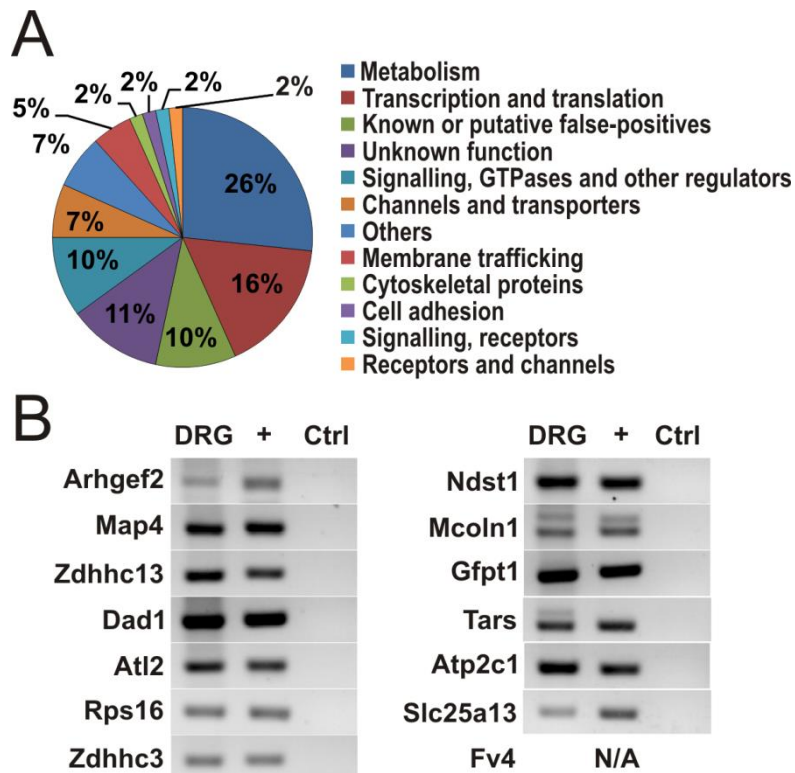 A
2%
2%
2%
2%
5%
7%
7%
10%
11%
10%
16%
26%
Metabolism
Transcription and translation
Known or putative false-positives
Unknown function
Signalling, GTPases and other regulators
Channels and transporters
Others
Membrane trafficking
Cytoskeletal proteins
Cell adhesion
Signalling, receptors
Receptors and channels
B
DRG + Ctrl
Arhgef2
Map4
Zdhhc13
Dad1
Atl2
Rps16
Zdhhc3
DRG + Ctrl
Ndst1
Mcoln1
Gfpt1
Tars
Atp2c1
Slc25a13
Fv4 N/A